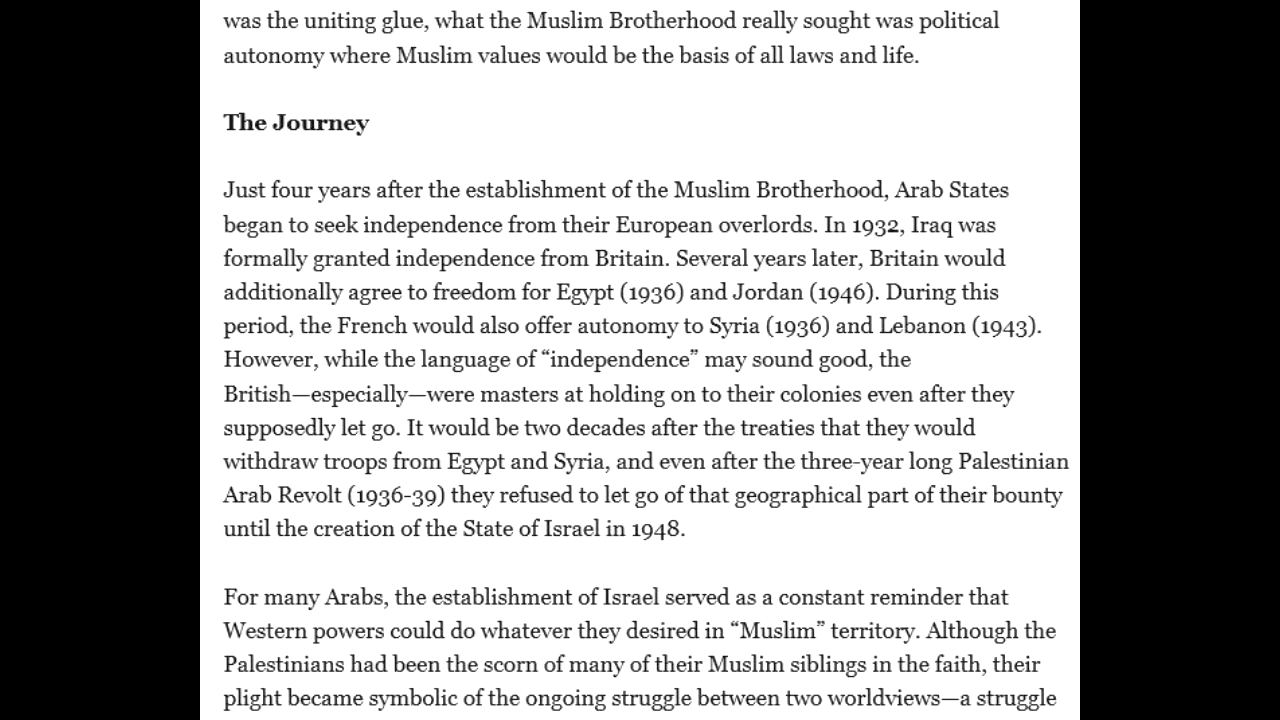 was the uniting glue, what the Muslim Brotherhood really sought was political
autonomy where Muslim values would be the basis of all laws and life.
The Journey
Just four years after the establishment of the Muslim Brotherhood, Arab States
began to seek independence from their European overlords. In 1932, Iraq was
formally granted independence from Britain. Several years later, Britain would
additionally agree to freedom for Egypt (1936) and Jordan (1946). During this
period, the French would also offer autonomy to Syria (1936) and Lebanon (1943).
However, while the language of “independence” may sound good, the
British—especially—were masters at holding on to their colonies even after they
supposedly let go. It would be two decades after the treaties that they would
withdraw troops from Egypt and Syria, and even after the three-year long Palestinian
Arab Revolt (1936-39) they refused to let go of that geographical part of their bounty
until the creation of the State of Israel in 1948.
For many Arabs, the establishment of Israel served as a constant reminder that
Western powers could do whatever they desired in “Muslim” territory. Although the
Palestinians had been the scorn of many of their Muslim siblings in the faith, their
plight became symbolic of the ongoing struggle between two worldviews—a struggle